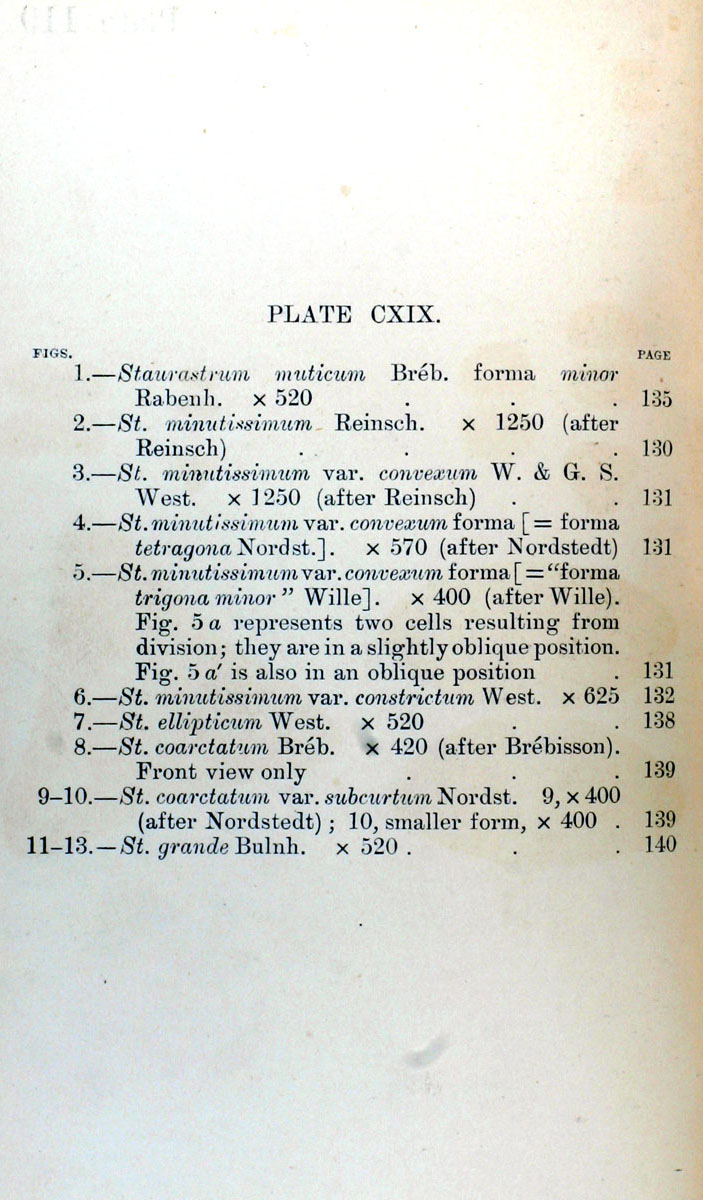 PLATE CXIX.
FIGS. PAGE
1.—Staurastrum muticum Bréb. forma minor
Rabenh. × 520 . . . 135
2.—St. minutissimum Reinsch. × 1250 (after
Reinsch) . . . . 130
3.—St. minutissimum var. convexum W. & G. S.
West. × 1250 (after Reinsch) . . 131
4.—St. minutissimum var. convexum forma [= forma
tetragona Nordst.]. × 570 (after Nordstedt) 131
5.—St. minutissimum var. convexum forma [= “forma
trigona minor” Wille]. × 400 (after Wille).
Fig. 5 a represents two cells resulting from
division; they are in a slightly oblique position.
Fig. 5 a′ is also in an oblique position . 131
6.—St. minutissimum var. constrictum West. × 625 132
7.—St. ellipticum West. × 520 . . 138
8.—St. coarctatum Bréb. × 420 (after Brébisson).
Front view only . . . 139
9–10.—St. coarctatum var. subcurtum Nordst. 9, × 400
(after Nordstedt); 10, smaller form, × 400 . 139
11–13.—St. grande Bulnh. × 520 . . . 140